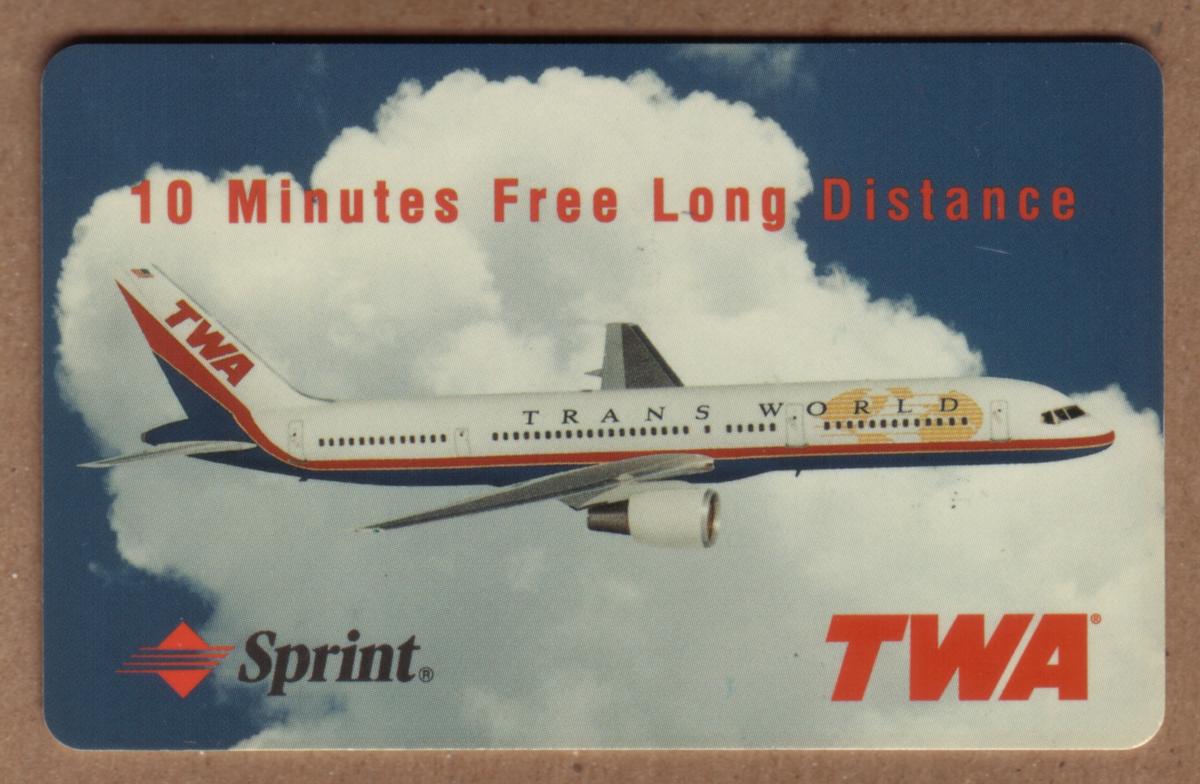 10 Minutes Free Long Distance
TWA
TRANS WORLD
Sprint®
TWA®